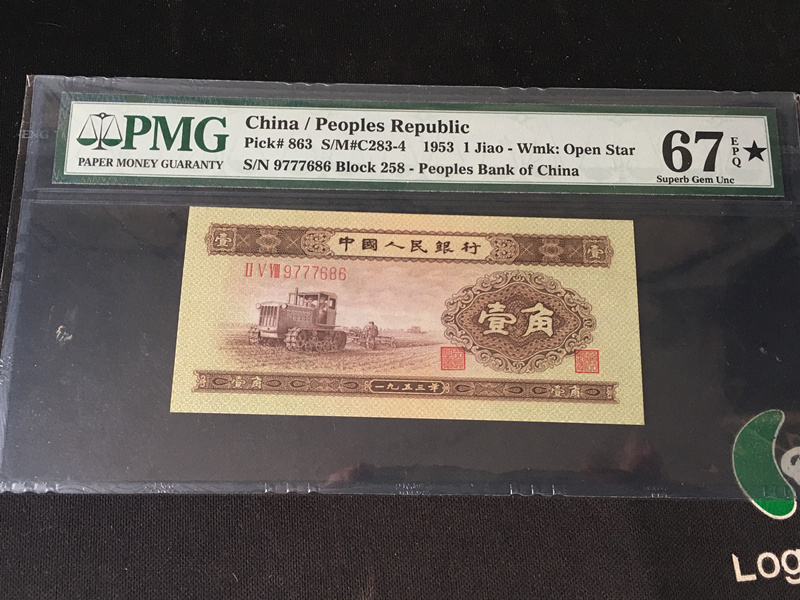 PMG
PAPER MONEY GUARANTY
China / Peoples Republic
Pick# 863 S/M#C283-4 1953 1 Jiao - Wmk: Open Star
S/N 9777686 Block 258 - Peoples Bank of China
67 EPQ ★
Superb Gem Unc
壹 中國人民銀行 壹
II V VIII 9777686
壹角
壹角 一九五三年 壹角
Log